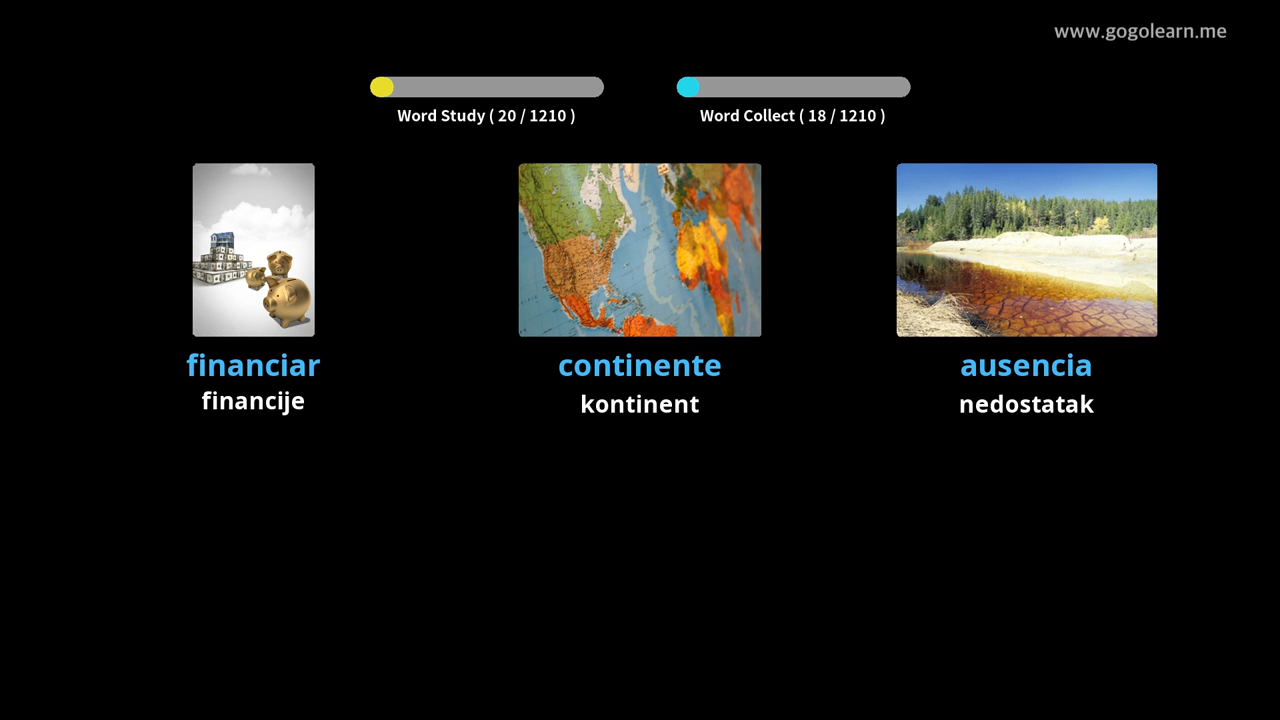 www.gogolearn.me
Word Study ( 20 / 1210 )
Word Collect ( 18 / 1210 )
financiar
financije
continente
kontinent
ausencia
nedostatak